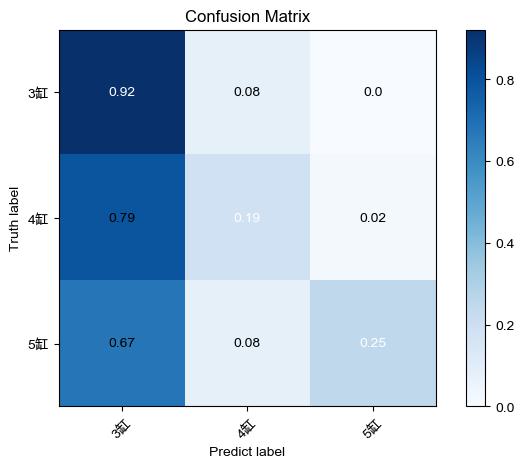 Confusion Matrix
3缸
0.92
0.08
0.0
4缸
0.79
0.19
0.02
5缸
0.67
0.08
0.25
3缸
4缸
5缸
Truth label
Predict label
0.8
0.6
0.4
0.2
0.0